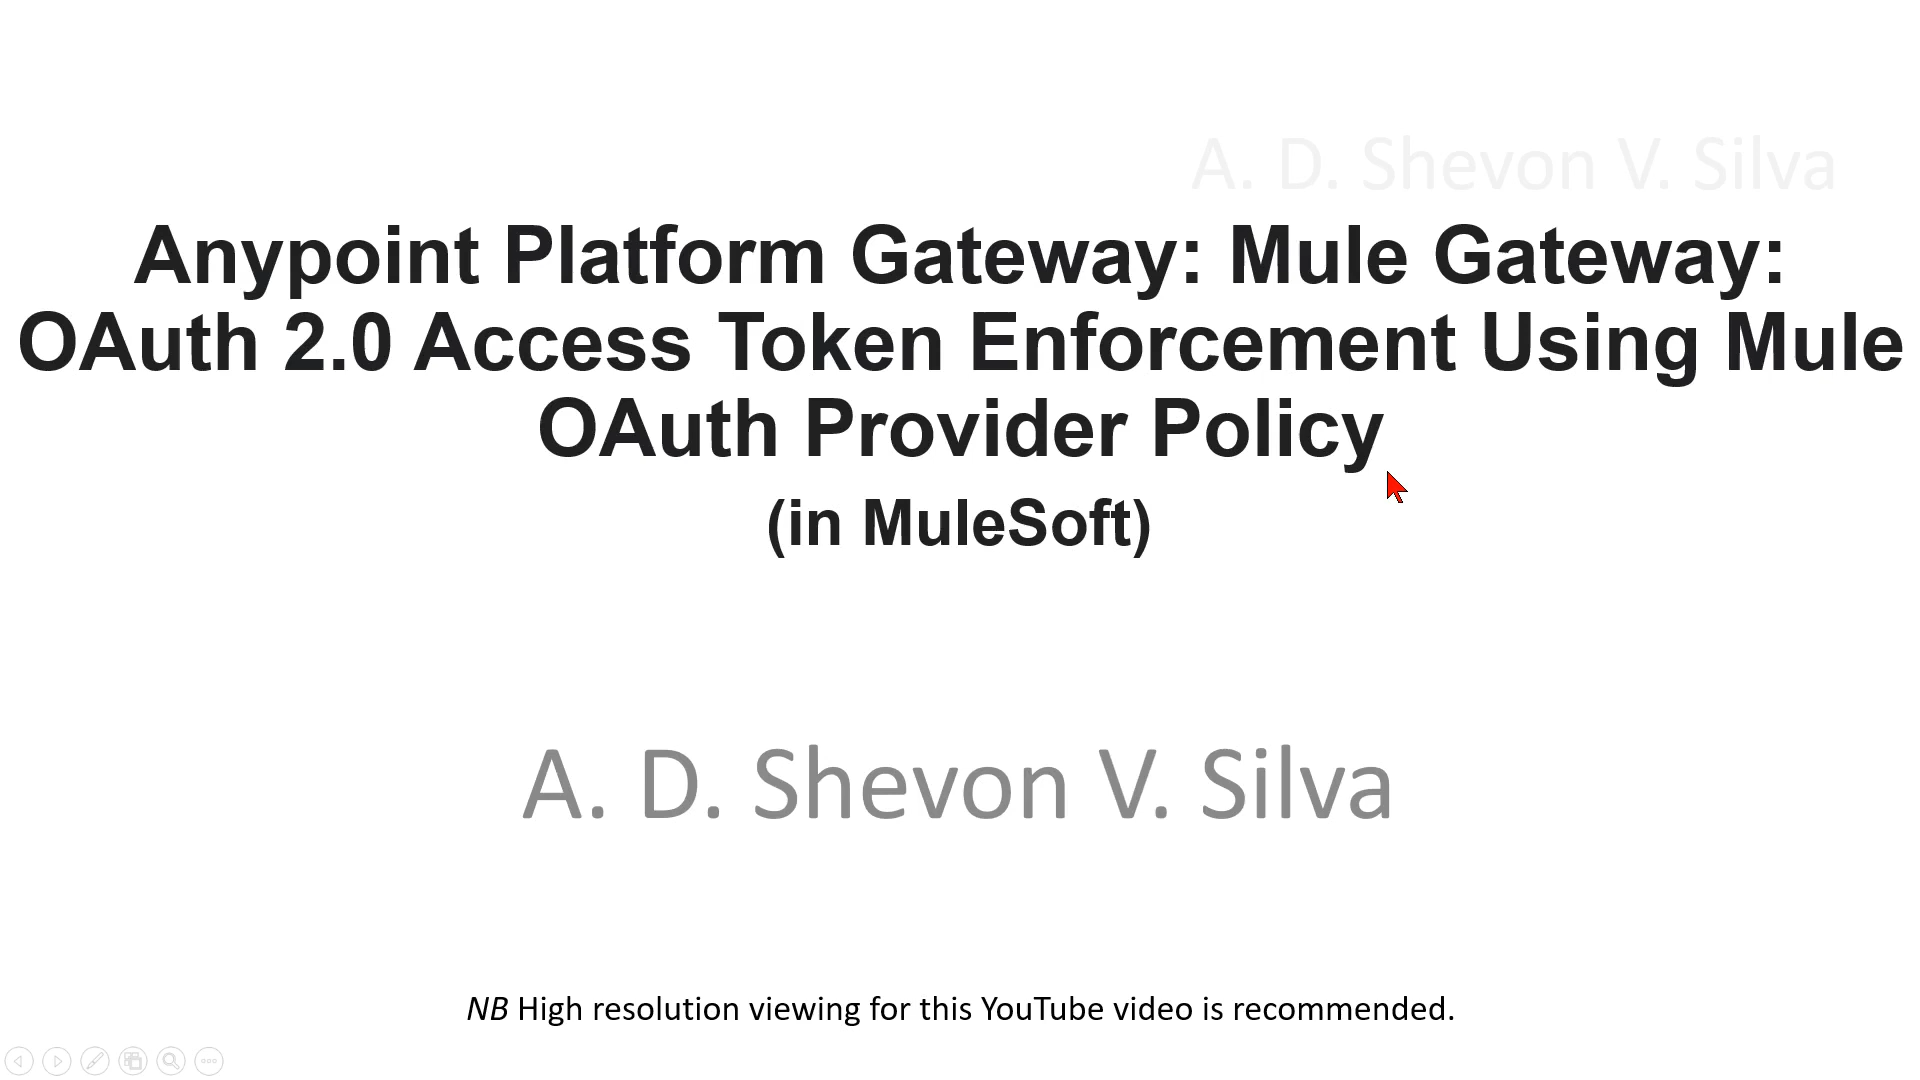 A. D. Shevon V. Silva
Anypoint Platform Gateway: Mule Gateway:
OAuth 2.0 Access Token Enforcement Using Mule
OAuth Provider Policy
(in MuleSoft)
A. D. Shevon V. Silva
NB High resolution viewing for this YouTube video is recommended.